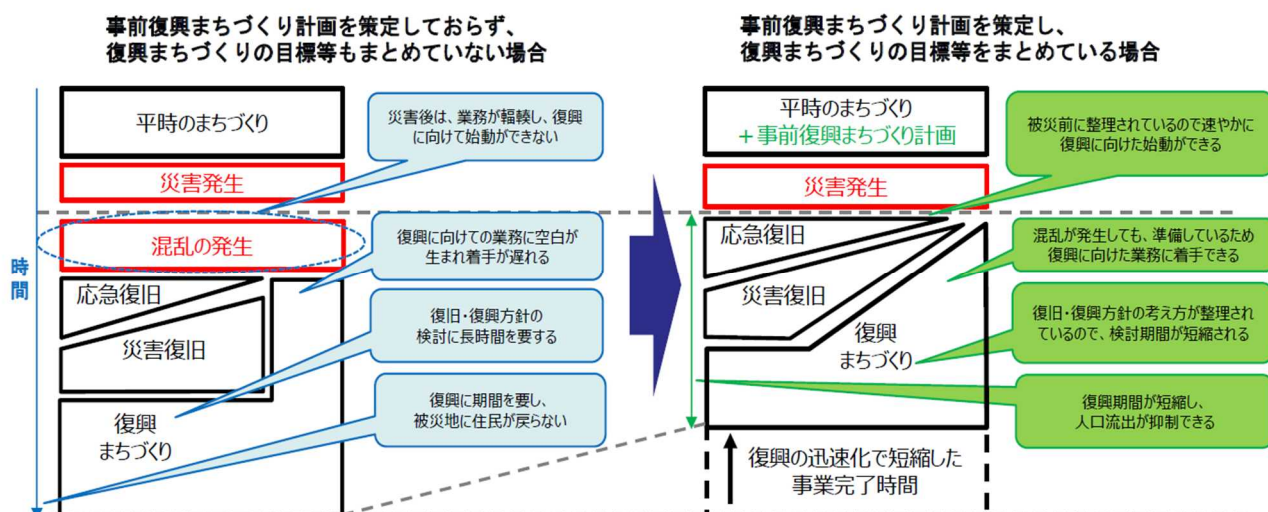 事前復興まちづくり計画を策定しておらず、
復興まちづくりの目標等もまとめていない場合
平時のまちづくり
災害後は、業務が輻輳し、復興
に向けて始動ができない
災害発生
混乱の発生
復興に向けての業務に空白が
生まれ着手が遅れる
時間
応急復旧
災害復旧
復旧・復興方針の
検討に長時間を要する
復興
まちづくり
復興に期間を要し、
被災地に住民が戻らない
事前復興まちづくり計画を策定し、
復興まちづくりの目標等をまとめている場合
平時のまちづくり
+事前復興まちづくり計画
被災前に整理されているので速やかに
復興に向けた始動ができる
災害発生
応急復旧
混乱が発生しても、準備しているため
復興に向けた業務に着手できる
災害復旧
復旧・復興方針の考え方が整理され
ているので、検討期間が短縮される
復興
まちづくり
復興期間が短縮し、
人口流出が抑制できる
復興の迅速化で短縮した
事業完了時間